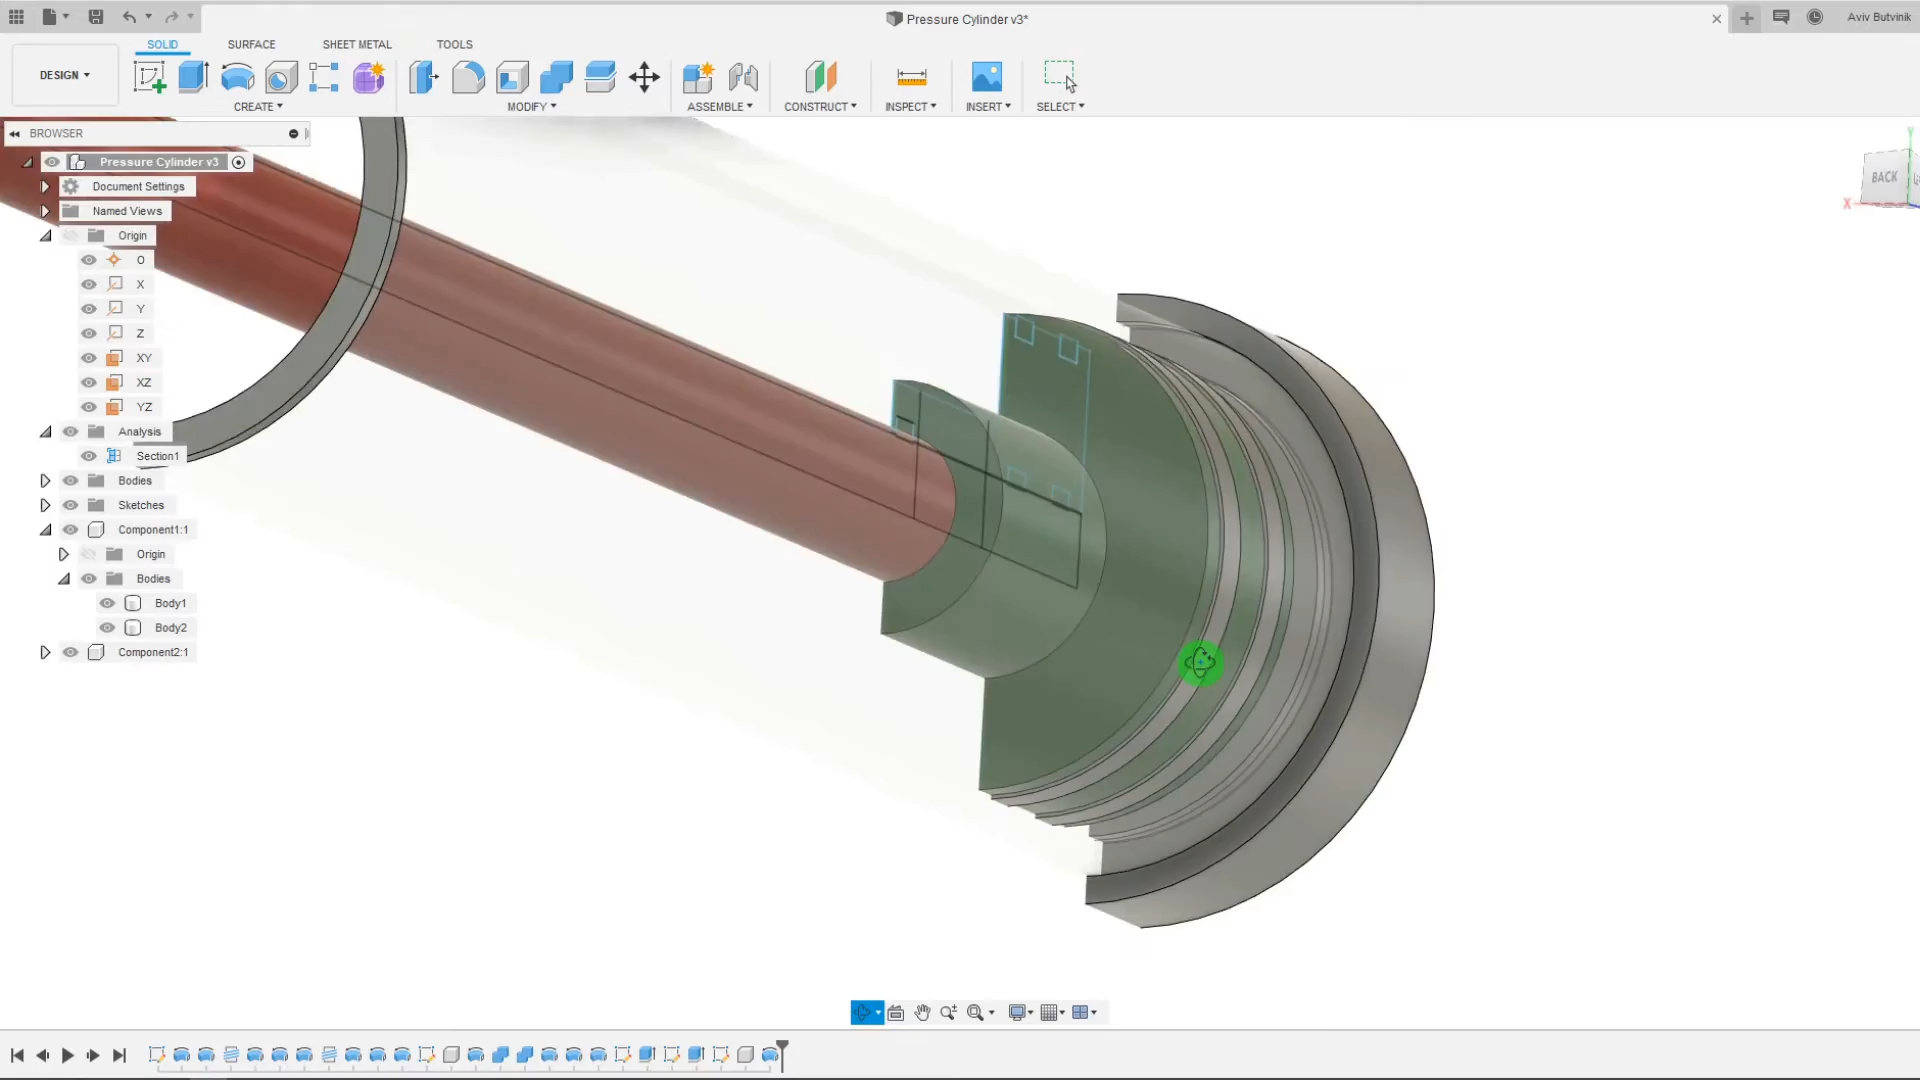 Pressure Cylinder v3*
Aviv Butvinik
SOLID SURFACE SHEET METAL TOOLS
DESIGN
CREATE MODIFY ASSEMBLE CONSTRUCT INSPECT INSERT SELECT
BROWSER
Pressure Cylinder v3
Document Settings
Named Views
Origin
O
X
Y
Z
XY
XZ
YZ
Analysis
Section1
Bodies
Sketches
Component1:1
Origin
Bodies
Body1
Body2
Component2:1
Y
BACK
X